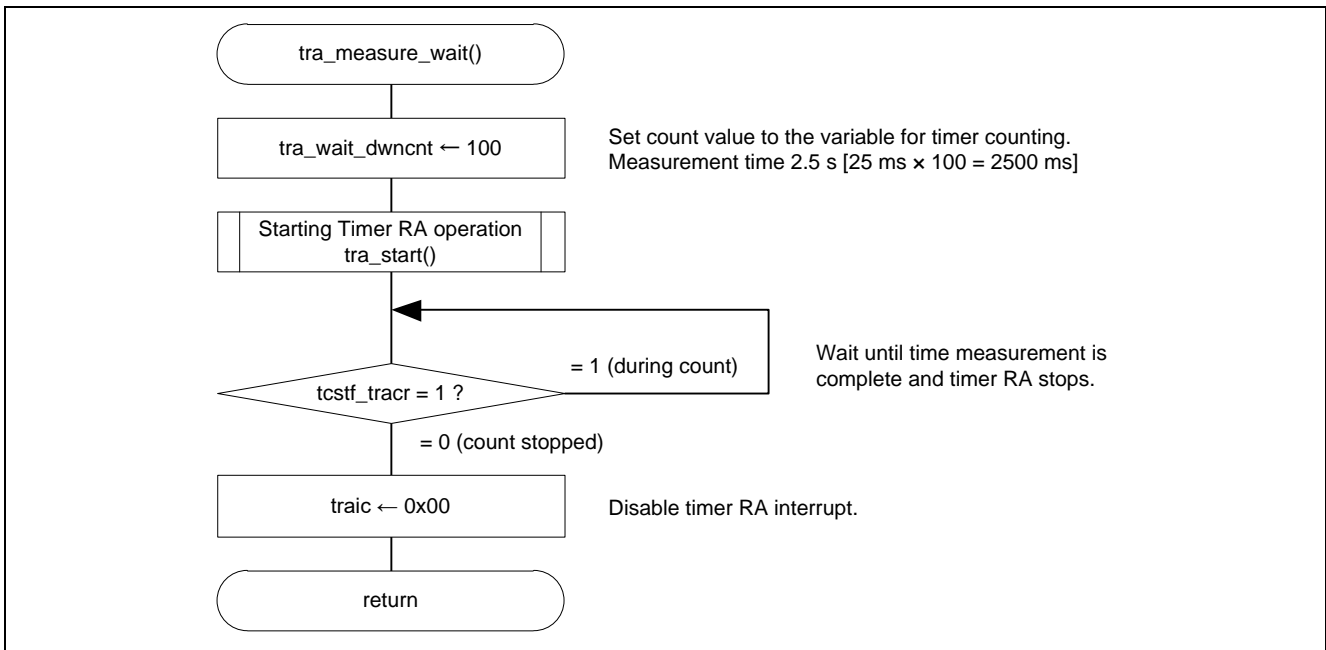 tra_measure_wait()
tra_wait_dwncnt ← 100
Set count value to the variable for timer counting.
Measurement time 2.5 s [25 ms × 100 = 2500 ms]
Starting Timer RA operation
tra_start()
= 1 (during count)
Wait until time measurement is
complete and timer RA stops.
tcstf_tracr = 1 ?
= 0 (count stopped)
traic ← 0x00
Disable timer RA interrupt.
return